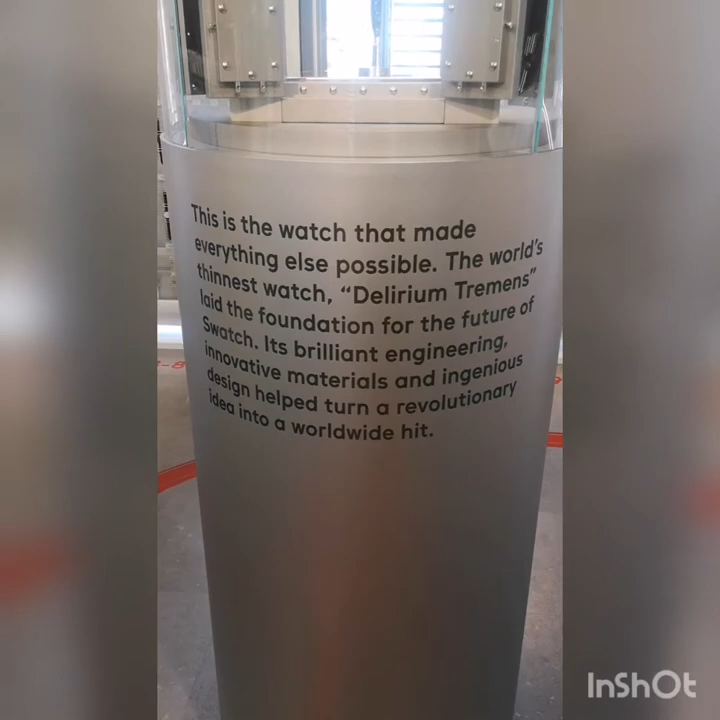 This is the watch that made
everything else possible. The world's
thinnest watch, “Delirium Tremens”
laid the foundation for the future of
Swatch. Its brilliant engineering,
innovative materials and ingenious
design helped turn a revolutionary
idea into a worldwide hit.
InShOt